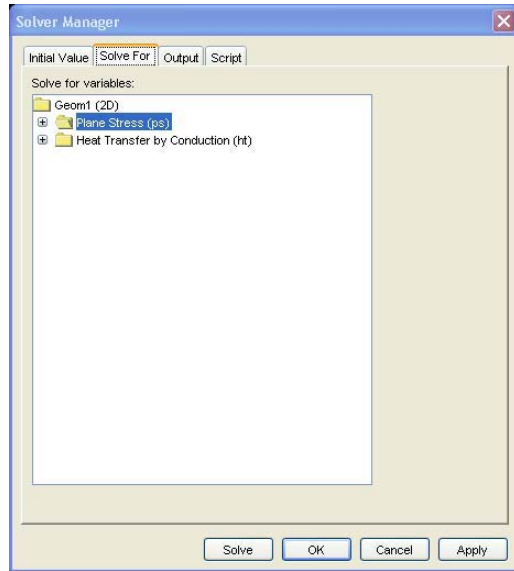 Solver Manager
Initial Value Solve For Output Script
Solve for variables:
Geom1 (2D)
Plane Stress (ps)
Heat Transfer by Conduction (ht)
Solve OK Cancel Apply